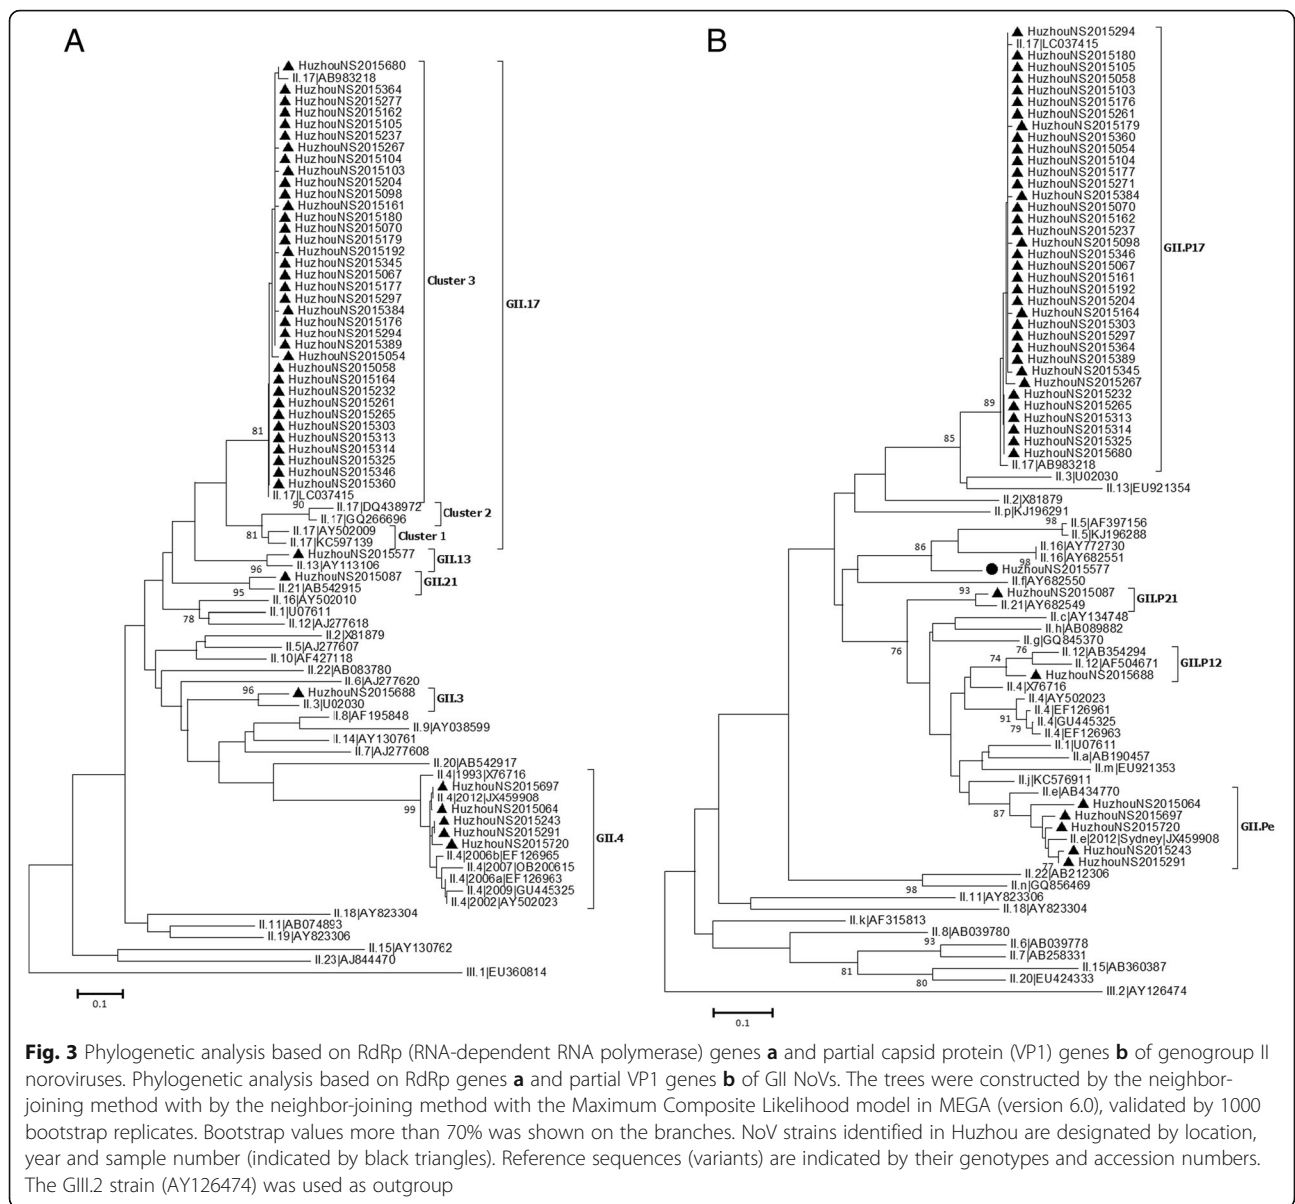 A
HuzhouNS2015680
II.17|AB983218
HuzhouNS2015364
HuzhouNS2015277
HuzhouNS2015162
HuzhouNS2015105
HuzhouNS2015237
HuzhouNS2015267
HuzhouNS2015104
HuzhouNS2015103
HuzhouNS2015204
HuzhouNS2015098
HuzhouNS2015161
HuzhouNS2015180
HuzhouNS2015070
HuzhouNS2015179
HuzhouNS2015192
HuzhouNS2015345
HuzhouNS2015067
HuzhouNS2015177
HuzhouNS2015297
HuzhouNS2015384
HuzhouNS2015176
HuzhouNS2015294
HuzhouNS2015389
HuzhouNS2015054
HuzhouNS2015058
HuzhouNS2015164
HuzhouNS2015232
HuzhouNS2015261
HuzhouNS2015265
HuzhouNS2015303
HuzhouNS2015313
HuzhouNS2015314
HuzhouNS2015325
HuzhouNS2015346
HuzhouNS2015360
II.17|LC037415
II.17|DQ438972
II.17|GQ266696
II.17|AY502009
II.17|KC597139
HuzhouNS2015577
II.13|AY113106
HuzhouNS2015087
II.21|AB542915
II.16|AY502010
II.1|U07611
II.12|AJ277618
II.2|X81879
II.5|AJ277607
II.10|AF427118
II.22|AB083780
II.6|AJ277620
HuzhouNS2015688
II.3|U02030
II.8|AF195848
II.9|AY038599
II.14|AY130761
II.7|AJ277608
II.20|AB542917
II.4|1993|X76716
HuzhouNS2015697
II.4|2012|JX459908
HuzhouNS2015064
HuzhouNS2015243
HuzhouNS2015291
HuzhouNS2015720
II.4|2006b|EF126965
II.4|2007|OB200615
II.4|2006a|EF126963
II.4|2009|GU445325
II.4|2002|AY502023
II.18|AY823304
II.11|AB074893
II.19|AY823306
II.15|AY130762
II.23|AJ844470
III.1|EU360814
Cluster 3
GII.17
Cluster 2
Cluster 1
GII.13
GII.21
GII.3
GII.4
81
90
81
96
95
78
96
99
0.1
B
HuzhouNS2015294
II.17|LC037415
HuzhouNS2015180
HuzhouNS2015105
HuzhouNS2015058
HuzhouNS2015103
HuzhouNS2015176
HuzhouNS2015261
HuzhouNS2015179
HuzhouNS2015360
HuzhouNS2015054
HuzhouNS2015104
HuzhouNS2015177
HuzhouNS2015271
HuzhouNS2015384
HuzhouNS2015070
HuzhouNS2015162
HuzhouNS2015237
HuzhouNS2015098
HuzhouNS2015346
HuzhouNS2015067
HuzhouNS2015161
HuzhouNS2015192
HuzhouNS2015204
HuzhouNS2015164
HuzhouNS2015303
HuzhouNS2015297
HuzhouNS2015364
HuzhouNS2015389
HuzhouNS2015345
HuzhouNS2015267
HuzhouNS2015232
HuzhouNS2015265
HuzhouNS2015313
HuzhouNS2015314
HuzhouNS2015325
HuzhouNS2015680
II.17|AB983218
II.3|U02030
II.13|EU921354
II.2|X81879
II.p|KJ196291
II.5|AF397156
II.5|KJ196288
II.16|AY772730
II.16|AY682551
HuzhouNS2015577
II.f|AY682550
HuzhouNS2015087
II.21|AY682549
II.c|AY134748
II.h|AB089882
II.g|GQ845370
II.12|AB354294
II.12|AF504671
HuzhouNS2015688
II.4|X76716
II.4|AY502023
II.4|EF126961
II.4|GU445325
II.4|EF126963
II.1|U07611
II.a|AB190457
II.m|EU921353
II.j|KC576911
II.e|AB434770
HuzhouNS2015064
HuzhouNS2015697
HuzhouNS2015720
II.e|2012|Sydney|JX459908
HuzhouNS2015243
HuzhouNS2015291
II.22|AB212306
II.n|GQ856469
II.11|AY823306
II.18|AY823304
II.k|AF315813
II.8|AB039780
II.6|AB039778
II.7|AB258331
II.15|AB360387
II.20|EU424333
III.2|AY126474
GII.P17
GII.P21
GII.P12
GII.Pe
89
85
98
86
98
93
76
76
74
91
79
87
77
98
93
81
80
0.1
Fig. 3 Phylogenetic analysis based on RdRp (RNA-dependent RNA polymerase) genes a and partial capsid protein (VP1) genes b of genogroup II
noroviruses. Phylogenetic analysis based on RdRp genes a and partial VP1 genes b of GII NoVs. The trees were constructed by the neighbor-
joining method with by the neighbor-joining method with the Maximum Composite Likelihood model in MEGA (version 6.0), validated by 1000
bootstrap replicates. Bootstrap values more than 70% was shown on the branches. NoV strains identified in Huzhou are designated by location,
year and sample number (indicated by black triangles). Reference sequences (variants) are indicated by their genotypes and accession numbers.
The GIII.2 strain (AY126474) was used as outgroup